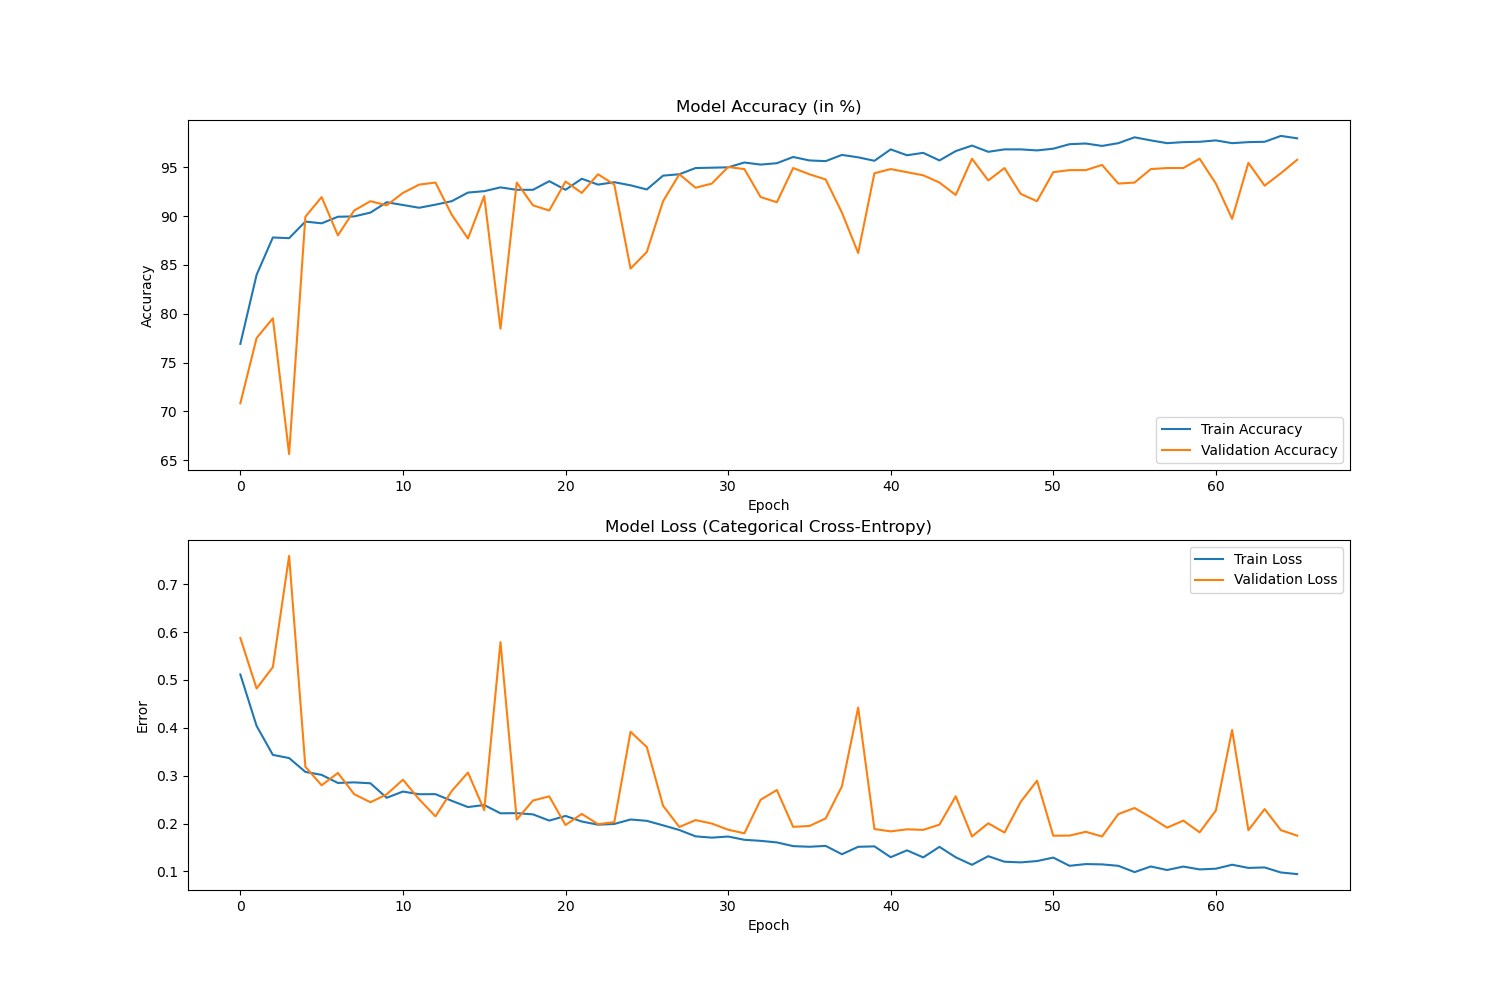 Model Accuracy (in %)
Accuracy
95
90
85
80
75
70
65
Train Accuracy
Validation Accuracy
0 10 20 30 40 50 60
Epoch
Model Loss (Categorical Cross-Entropy)
Error
0.7
0.6
0.5
0.4
0.3
0.2
0.1
Train Loss
Validation Loss
0 10 20 30 40 50 60
Epoch